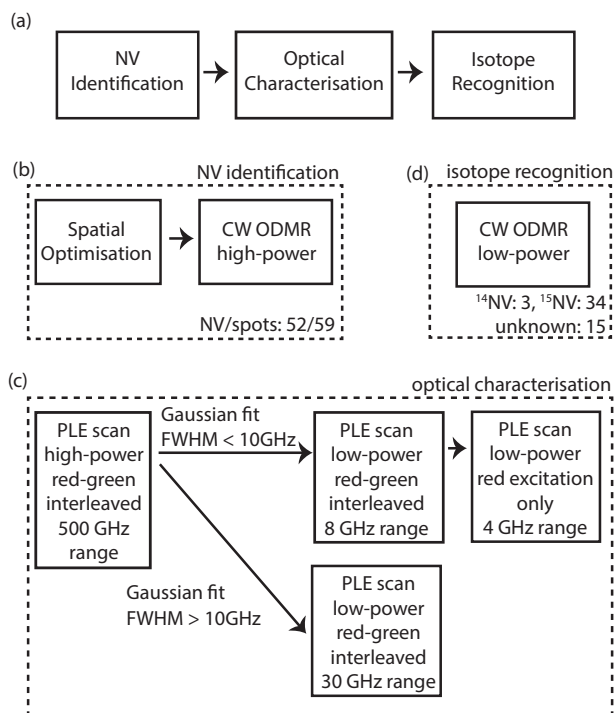 (a)
NV
Identification
Optical
Characterisation
Isotope
Recognition
(b)
NV identification
Spatial
Optimisation
CW ODMR
high-power
NV/spots: 52/59
(d)
isotope recognition
CW ODMR
low-power
¹⁴NV: 3, ¹⁵NV: 34
unknown: 15
(c)
optical characterisation
PLE scan
high-power
red-green
interleaved
500 GHz
range
Gaussian fit
FWHM < 10GHz
PLE scan
low-power
red-green
interleaved
8 GHz range
PLE scan
low-power
red excitation
only
4 GHz range
Gaussian fit
FWHM > 10GHz
PLE scan
low-power
red-green
interleaved
30 GHz range